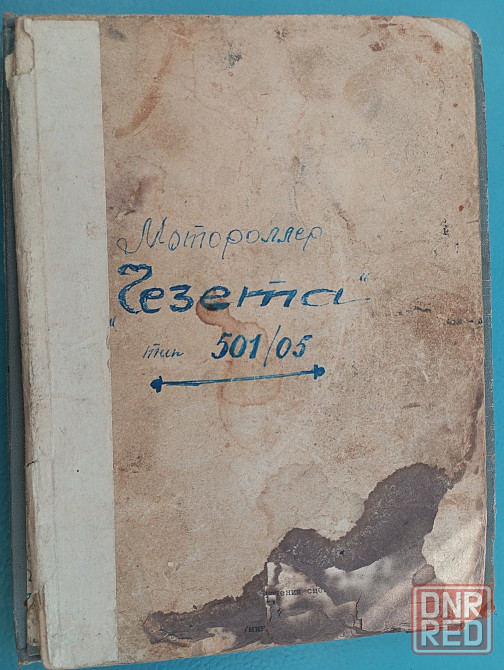 Мотороллер
„Чезета“
тип 501/05
DNR
RED